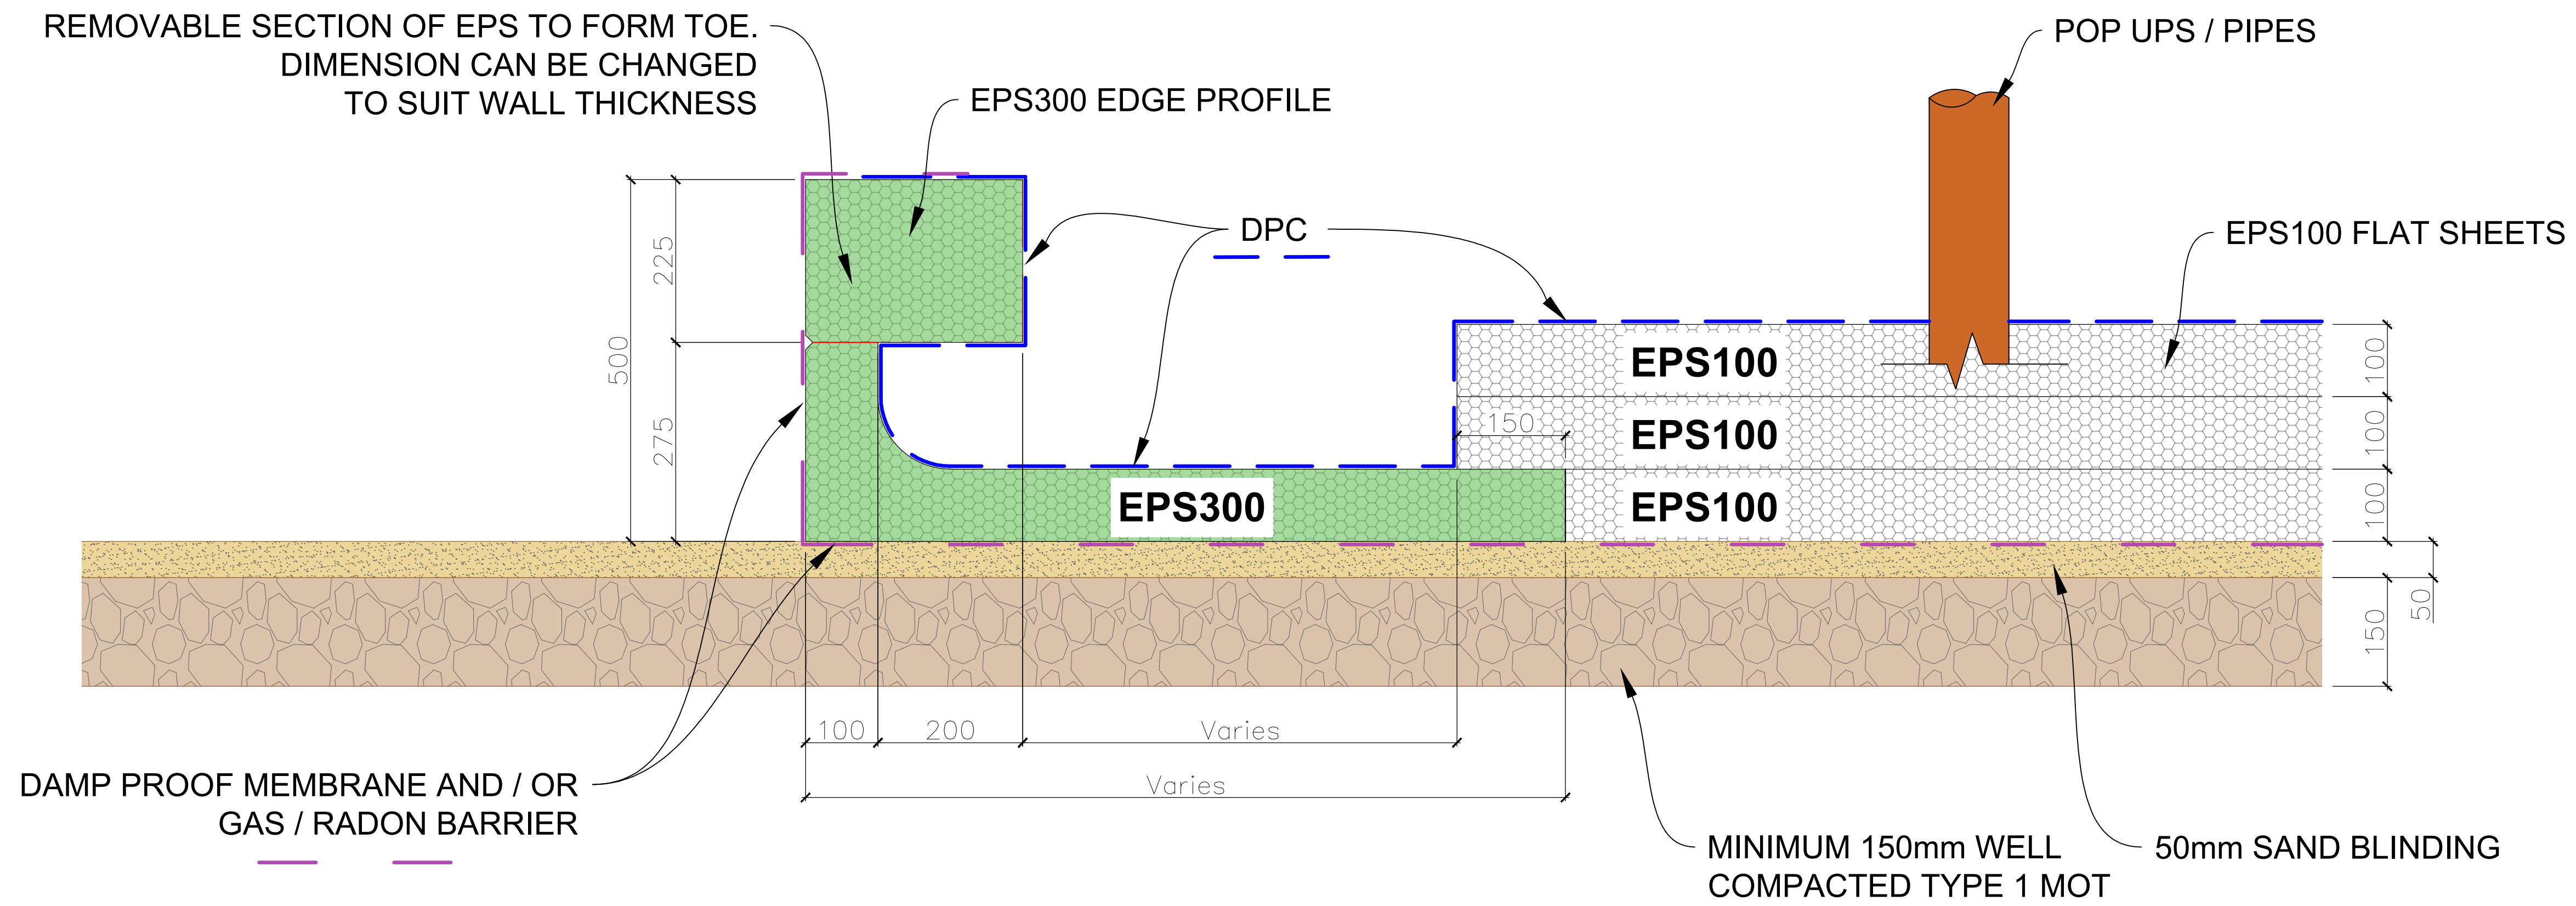 REMOVABLE SECTION OF EPS TO FORM TOE.
DIMENSION CAN BE CHANGED
TO SUIT WALL THICKNESS
EPS300 EDGE PROFILE
POP UPS / PIPES
DPC
EPS100 FLAT SHEETS
500
225
275
EPS100
EPS100
EPS100
150
EPS300
100
100
100
50
150
100
200
Varies
Varies
DAMP PROOF MEMBRANE AND / OR
GAS / RADON BARRIER
MINIMUM 150mm WELL
COMPACTED TYPE 1 MOT
50mm SAND BLINDING